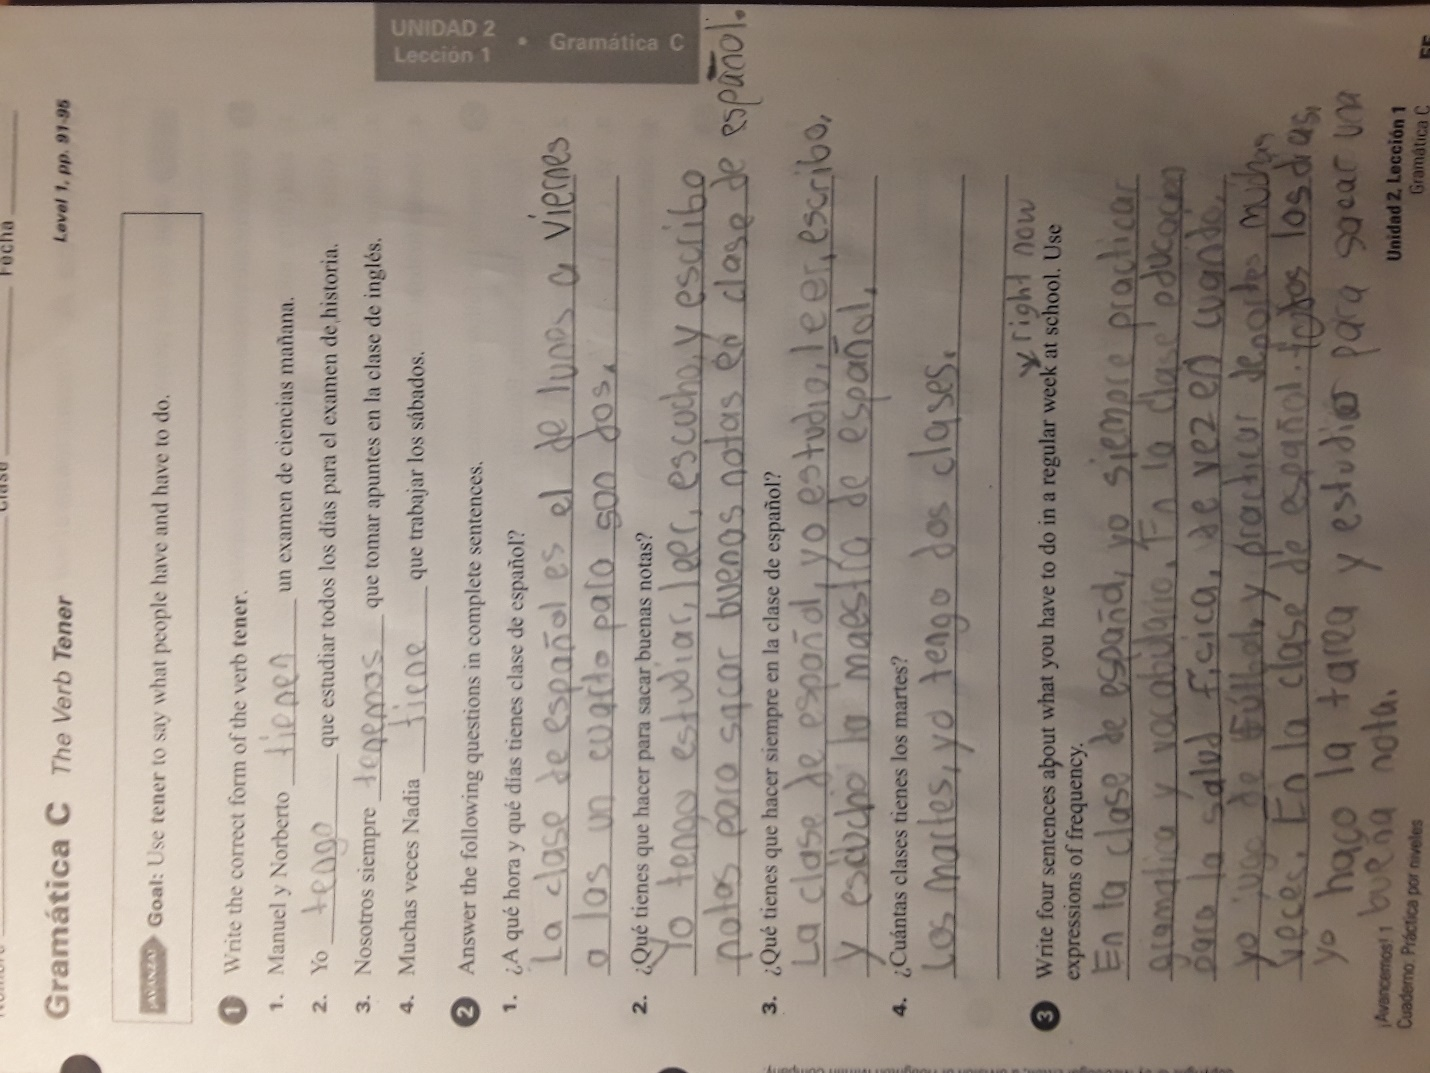 Fecha
Clase
UNIDAD 2
Lección 1
• Gramática C
Gramática C The Verb Tener
Level 1, pp. 91-95
¡AVANZA! Goal: Use tener to say what people have and have to do.
1 Write the correct form of the verb tener.
1. Manuel y Norberto tienen un examen de ciencias mañana.
2. Yo tengo que estudiar todos los días para el examen de historia.
3. Nosotros siempre tenemos que tomar apuntes en la clase de inglés.
4. Muchas veces Nadia tiene que trabajar los sábados.
2 Answer the following questions in complete sentences.
1. ¿A qué hora y qué días tienes clase de español?
La clase de español es el de lunes a viernes
a las un cuarto para son dos.
2. ¿Qué tienes que hacer para sacar buenas notas?
Yo tengo estudiar, leer, escucho, y escribo
notas para sacar buenas notas en clase de español.
3. ¿Qué tienes que hacer siempre en la clase de español?
La clase de español, yo estudio, leer, escribo,
y escucho la maestra de español.
4. ¿Cuántas clases tienes los martes?
Los martes, yo tengo dos clases.
right now
3 Write four sentences about what you have to do in a regular week at school. Use
expressions of frequency.
En la clase de español, yo siempre practicar
gramatica y vocabulario. En la clase educación
para la salud ficica, de vez en cuando,
yo jugo de fútbol, y practicar deportes muchas
veces. En la clase de español. todos los días,
yo hago la tarea y estudiar para sacar una
buena nota.
¡Avancemos! 1
Cuaderno: Práctica por niveles
Unidad 2, Lección 1
Gramática C